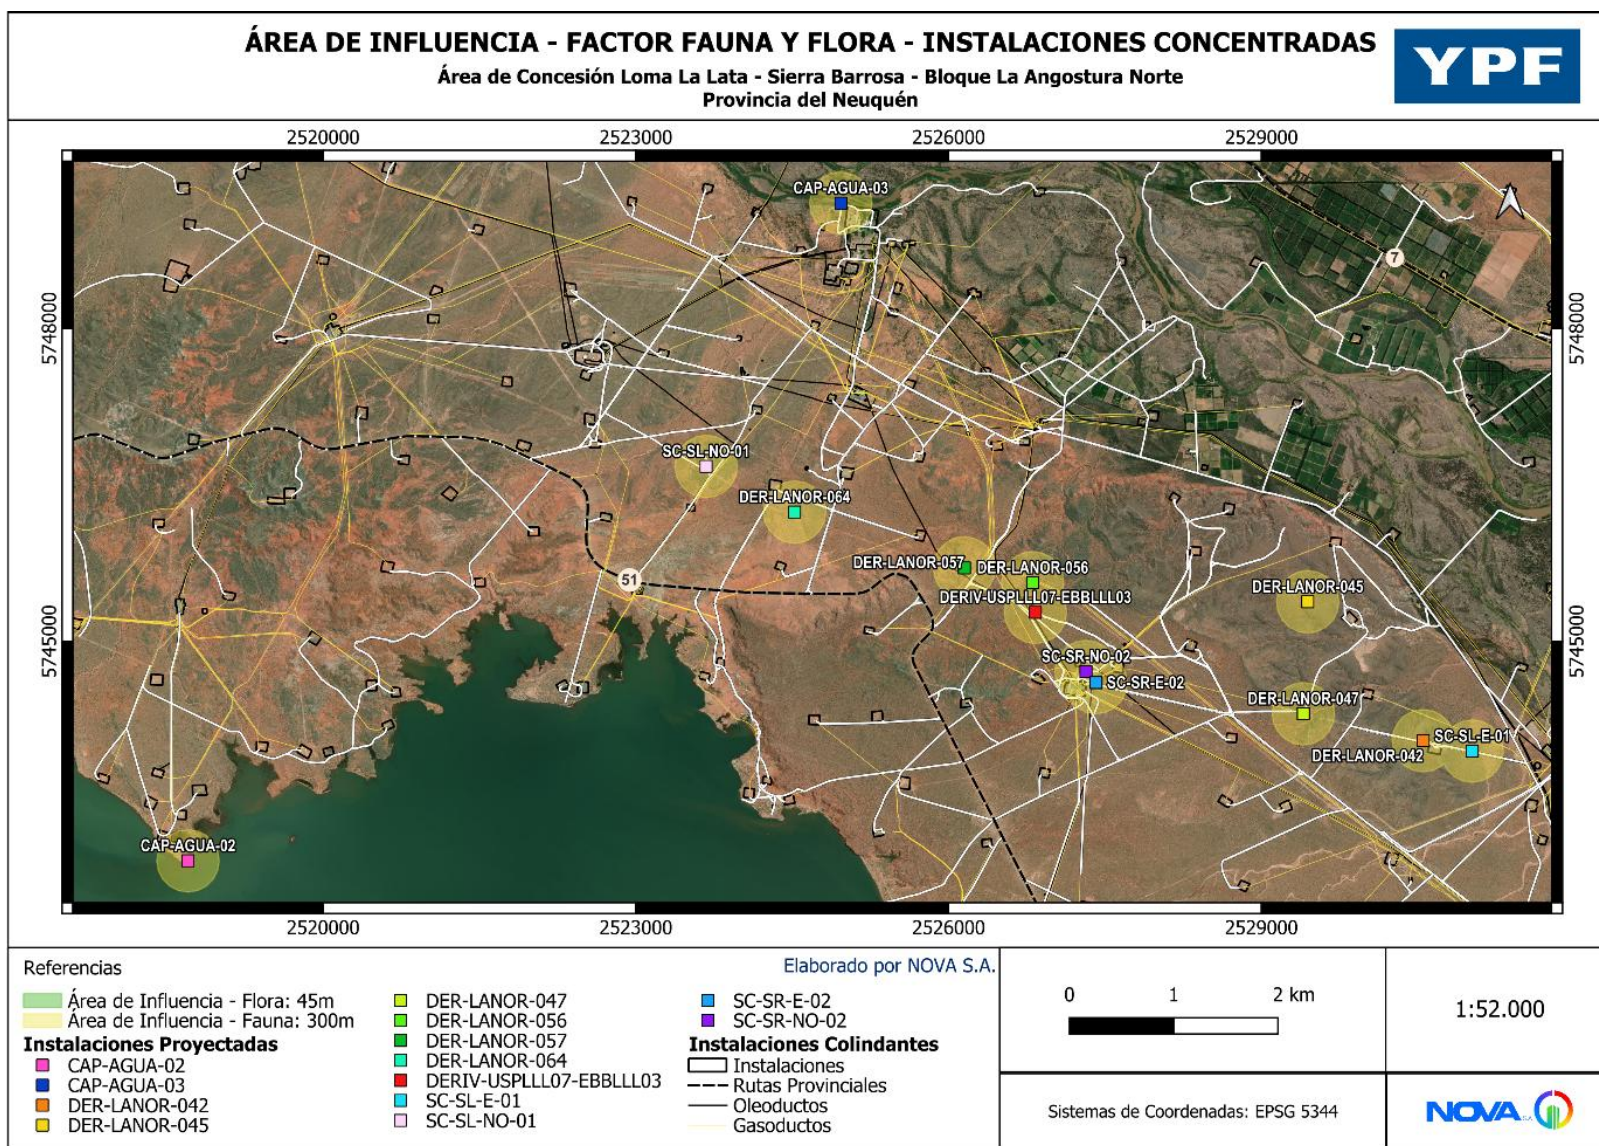 ÁREA DE INFLUENCIA - FACTOR FAUNA Y FLORA - INSTALACIONES CONCENTRADAS
Área de Concesión Loma La Lata - Sierra Barrosa - Bloque La Angostura Norte
Provincia del Neuquén
YPF
2520000
2523000
2526000
2529000
5748000
5748000
5745000
5745000
CAP-AGUA-03
7
SC-SL-NO-01
DER-LANOR-064
51
DER-LANOR-057
DER-LANOR-056
DERIV-USPLLL07-EBBLLL03
DER-LANOR-045
SC-SR-NO-02
SC-SR-E-02
DER-LANOR-047
SC-SL-E-01
DER-LANOR-042
CAP-AGUA-02
2520000
2523000
2526000
2529000
Referencias
Elaborado por NOVA S.A.
Área de Influencia - Flora: 45m
Área de Influencia - Fauna: 300m
Instalaciones Proyectadas
CAP-AGUA-02
CAP-AGUA-03
DER-LANOR-042
DER-LANOR-045
DER-LANOR-047
DER-LANOR-056
DER-LANOR-057
DER-LANOR-064
DERIV-USPLLL07-EBBLLL03
SC-SL-E-01
SC-SL-NO-01
SC-SR-E-02
SC-SR-NO-02
Instalaciones Colindantes
Instalaciones
Rutas Provinciales
Oleoductos
Gasoductos
0 1 2 km
1:52.000
Sistemas de Coordenadas: EPSG 5344
NOVA